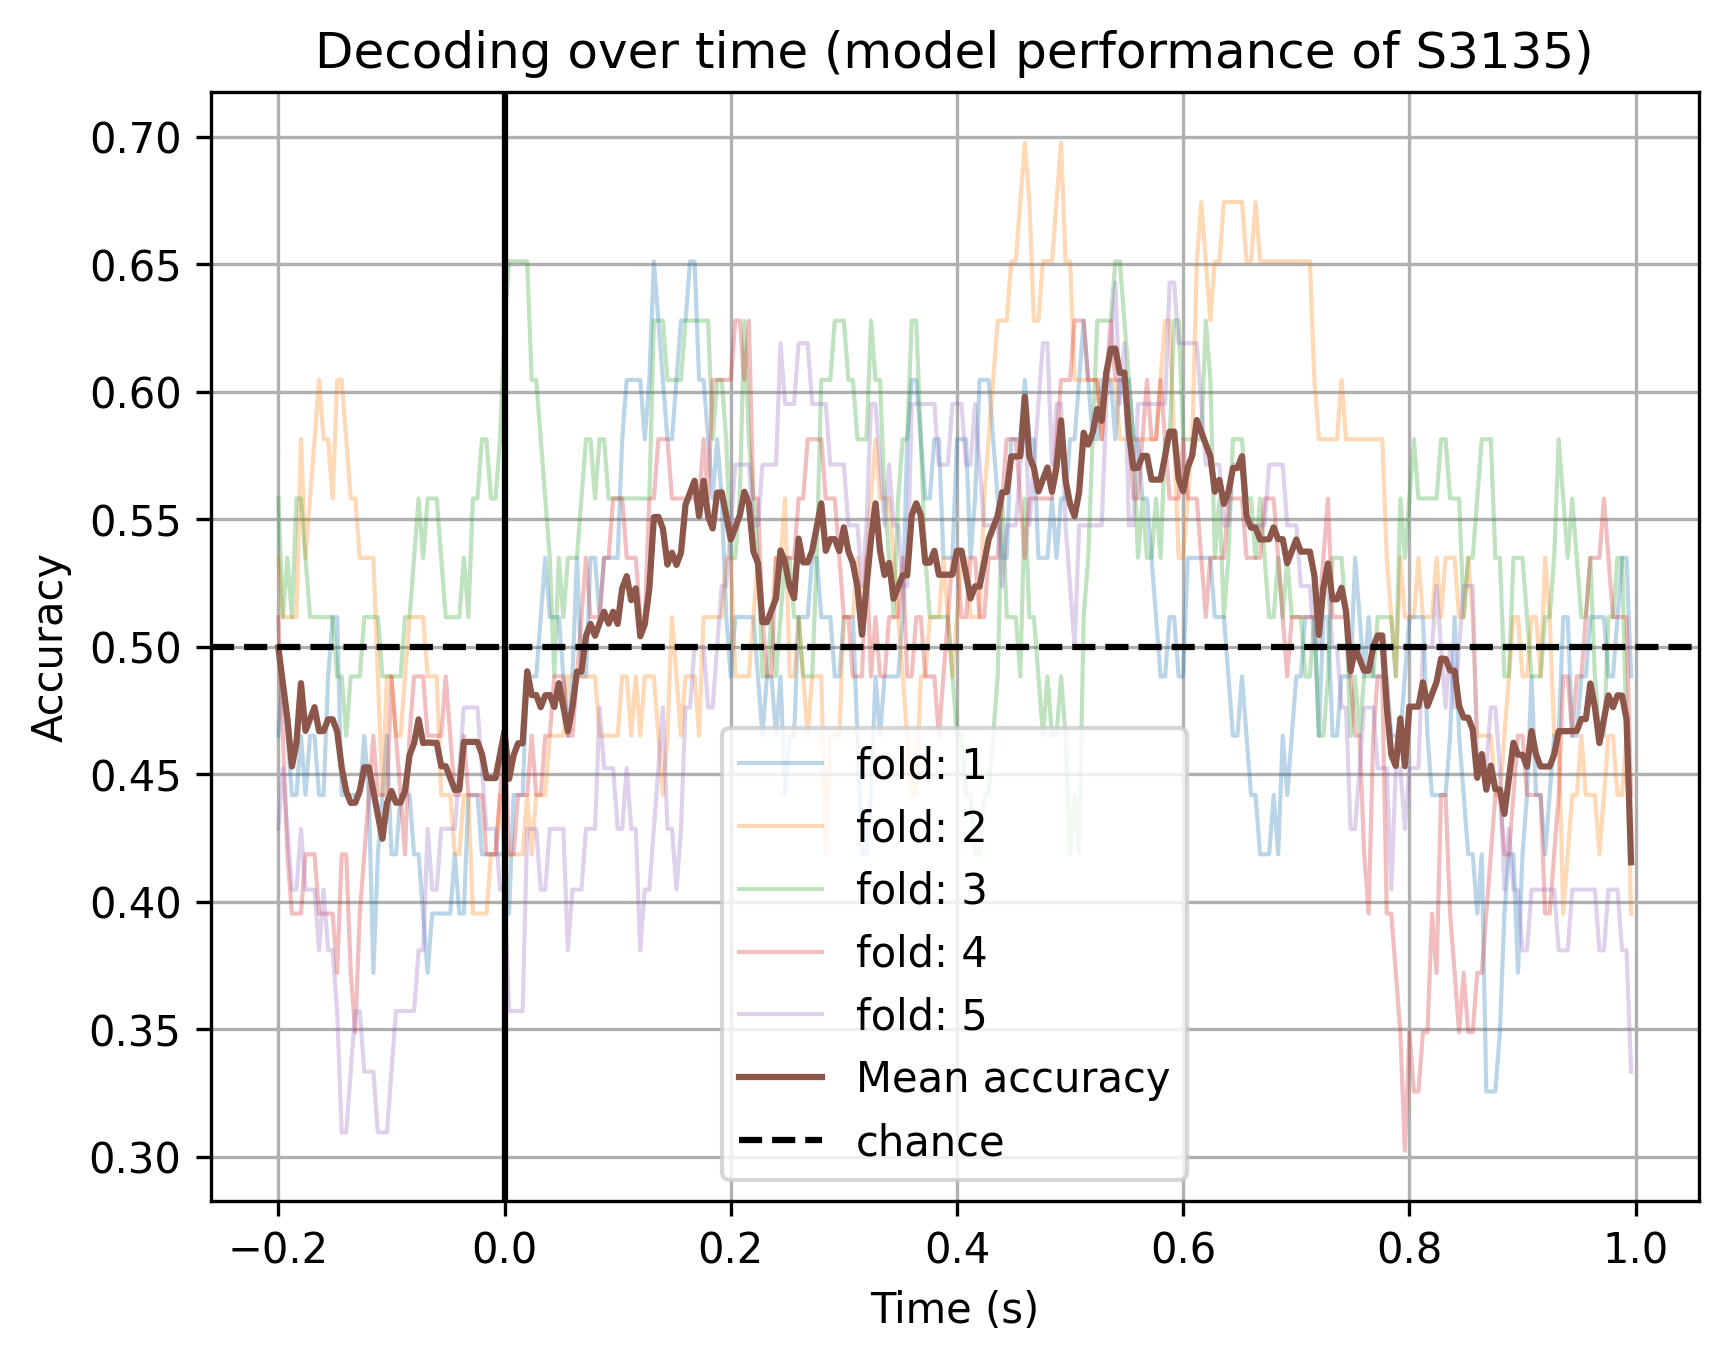 Decoding over time (model performance of S3135)
Accuracy
0.70
0.65
0.60
0.55
0.50
0.45
0.40
0.35
0.30
fold: 1
fold: 2
fold: 3
fold: 4
fold: 5
Mean accuracy
chance
−0.2 0.0 0.2 0.4 0.6 0.8 1.0
Time (s)